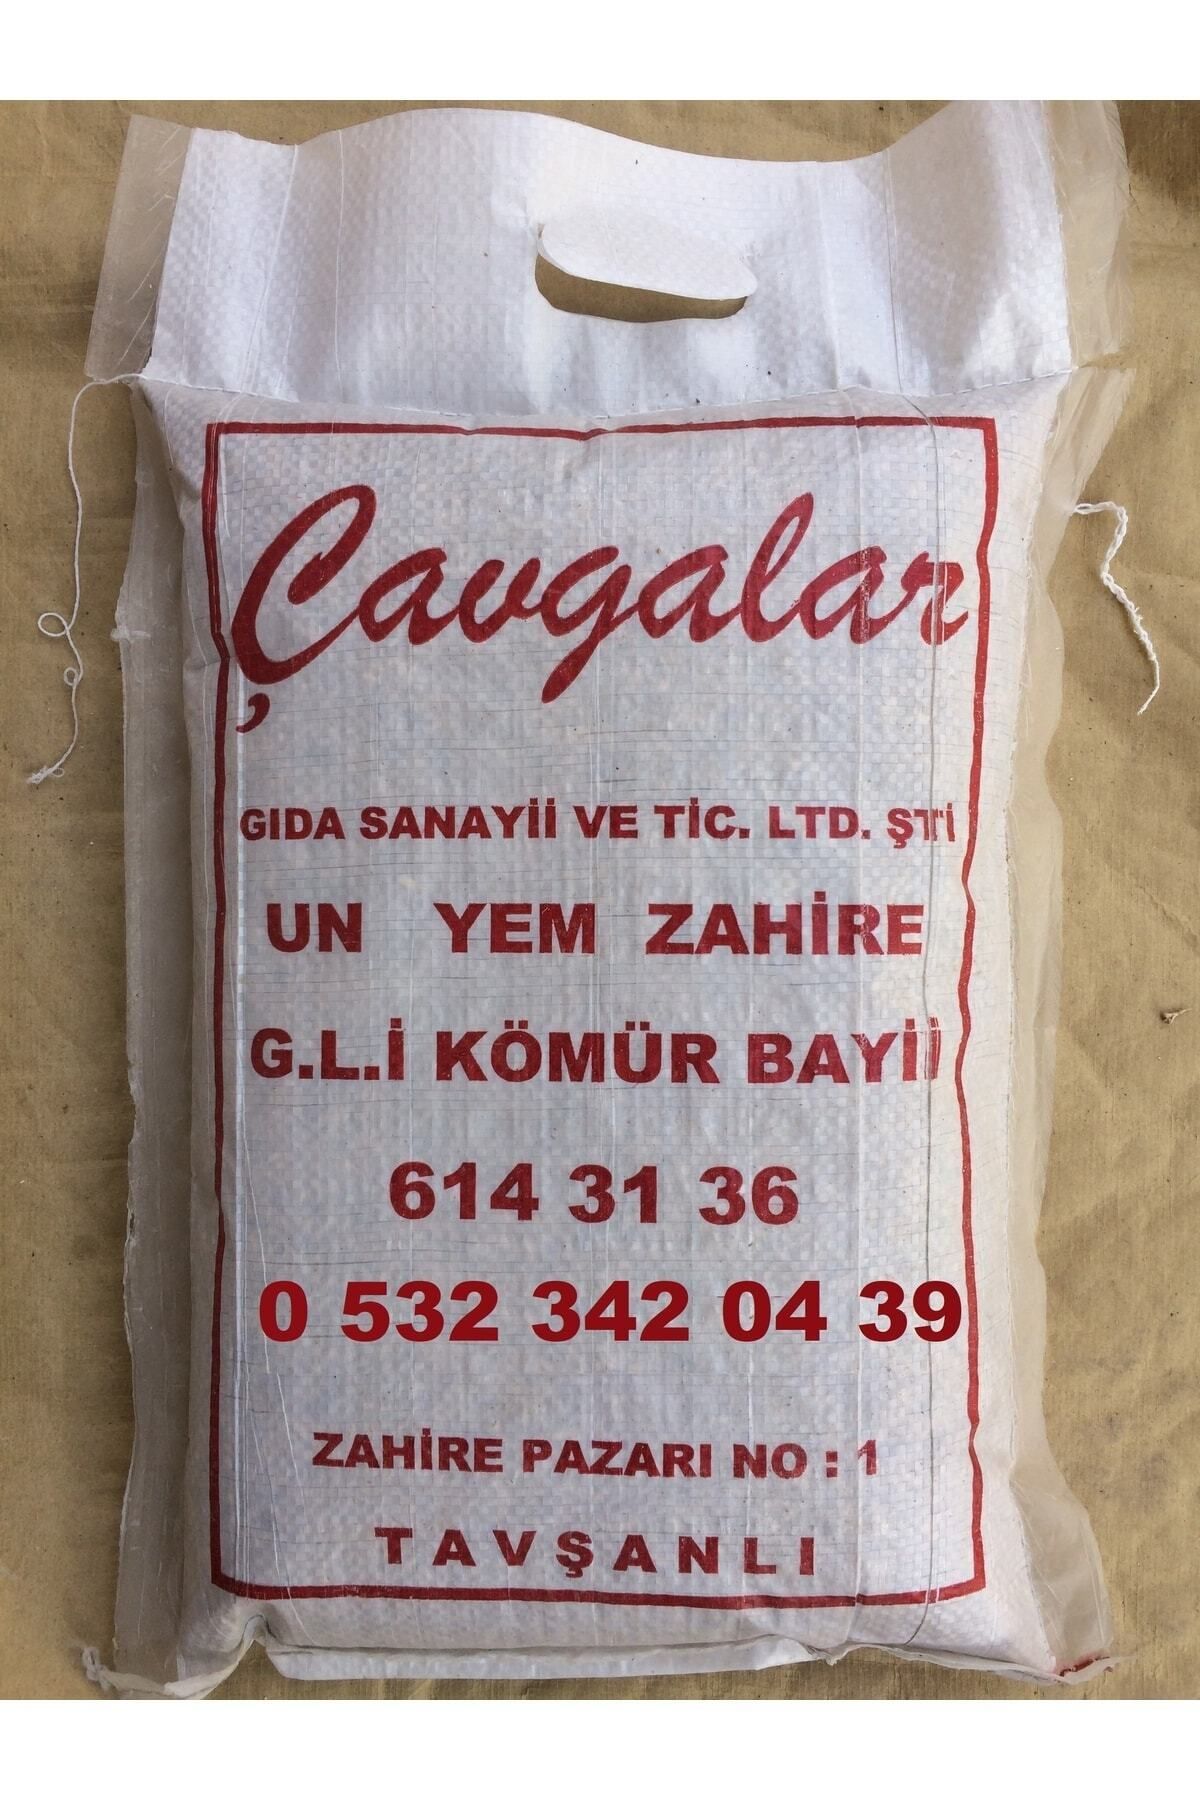 Çavgalar
GIDA SANAYİİ VE TİC. LTD. ŞTİ
UN YEM ZAHİRE
G.L.İ KÖMÜR BAYİİ
614 31 36
0 532 342 04 39
ZAHİRE PAZARI NO : 1
TAVŞANLI